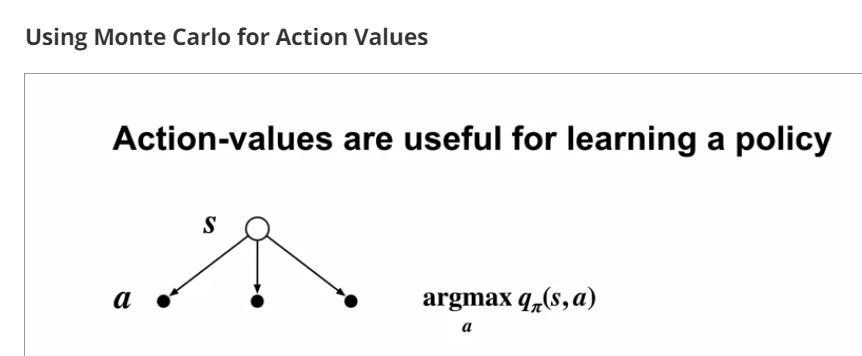 Using Monte Carlo for Action Values
Action-values are useful for learning a policy
s
a
argmax qπ(s, a)
a